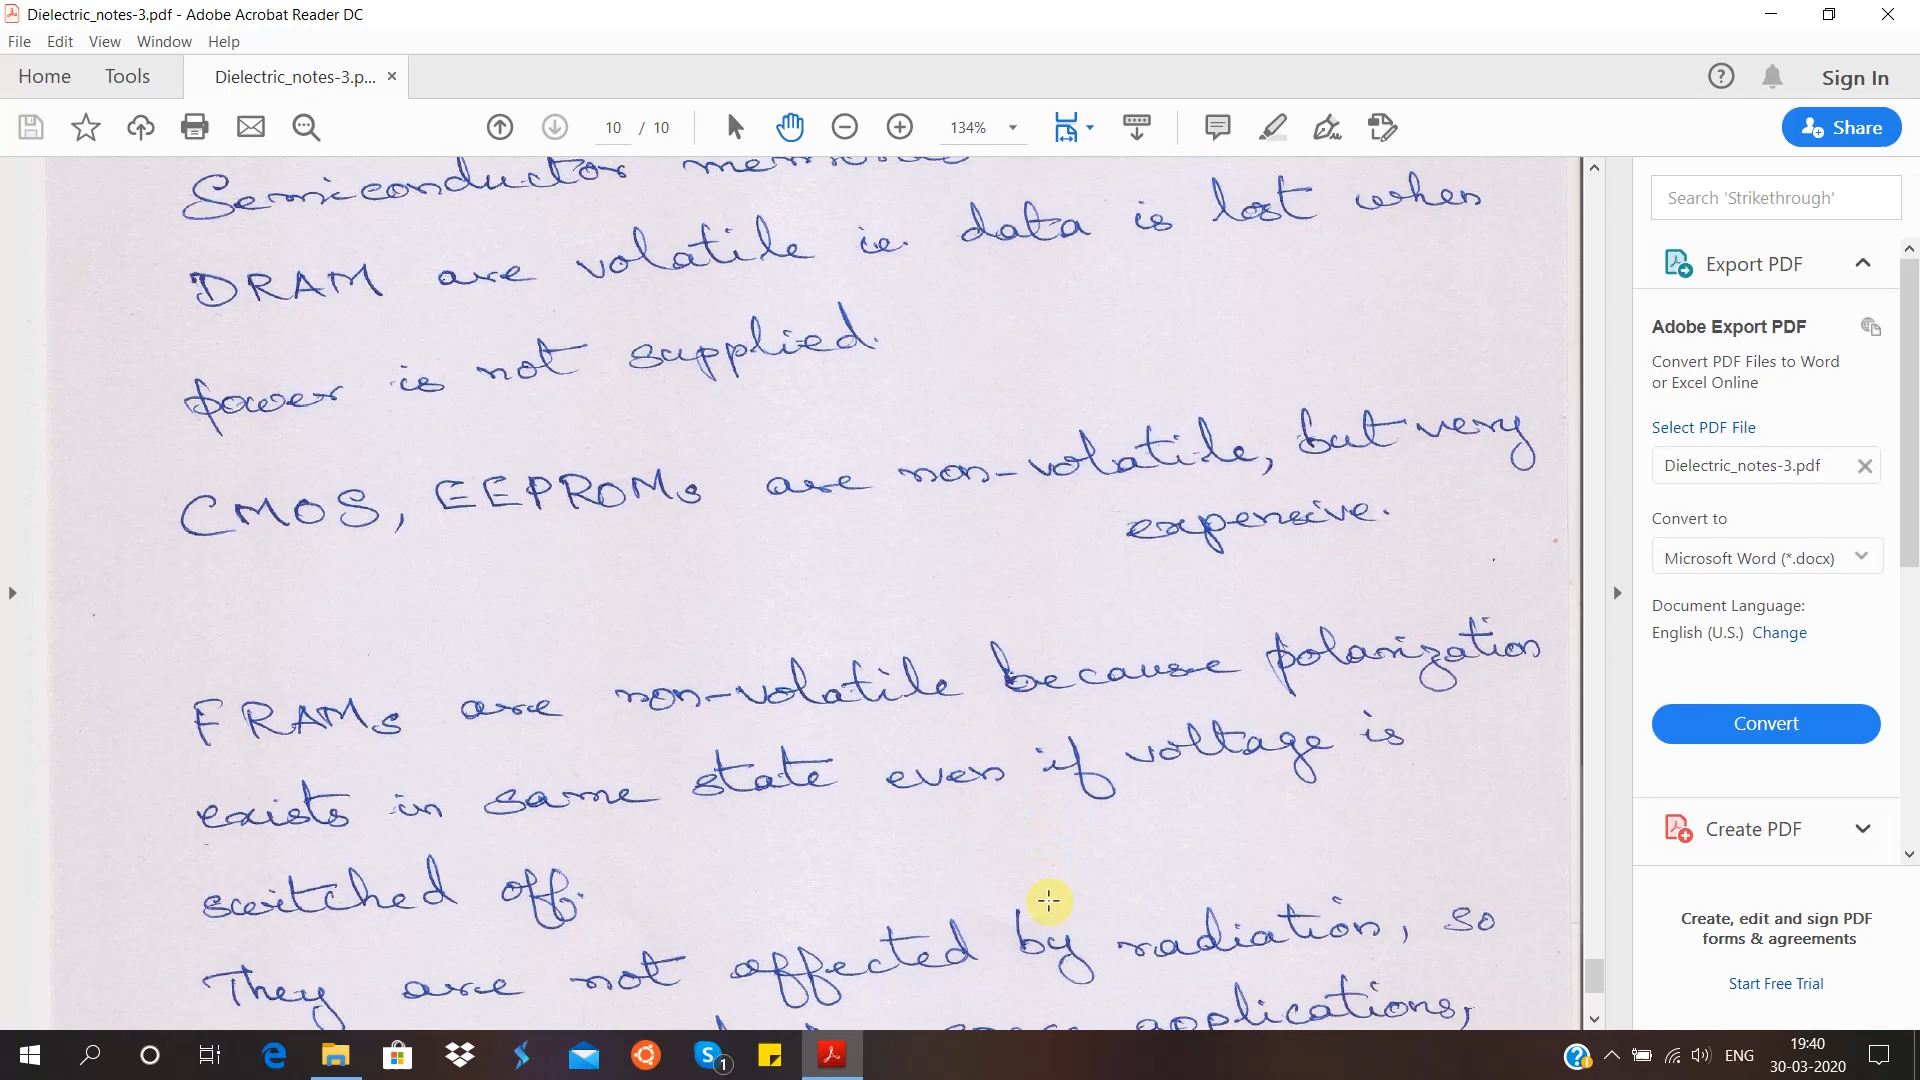 Dielectric_notes-3.pdf - Adobe Acrobat Reader DC
File Edit View Window Help
Home Tools Dielectric_notes-3.p... × Sign In
10 / 10 134% Share
Semiconductor
DRAM are volatile ie. data is lost when
power is not supplied.
CMOS, EEPROMs are non-volatile, but very
expensive.
FRAMs are non-volatile because polarization
exists in same state even if voltage is
switched off.
They are not affected by radiation, so
applications,
Search 'Strikethrough'
Export PDF
Adobe Export PDF
Convert PDF Files to Word
or Excel Online
Select PDF File
Dielectric_notes-3.pdf
Convert to
Microsoft Word (*.docx)
Document Language:
English (U.S.) Change
Convert
Create PDF
Create, edit and sign PDF
forms & agreements
Start Free Trial
1 ENG 19:40
30-03-2020